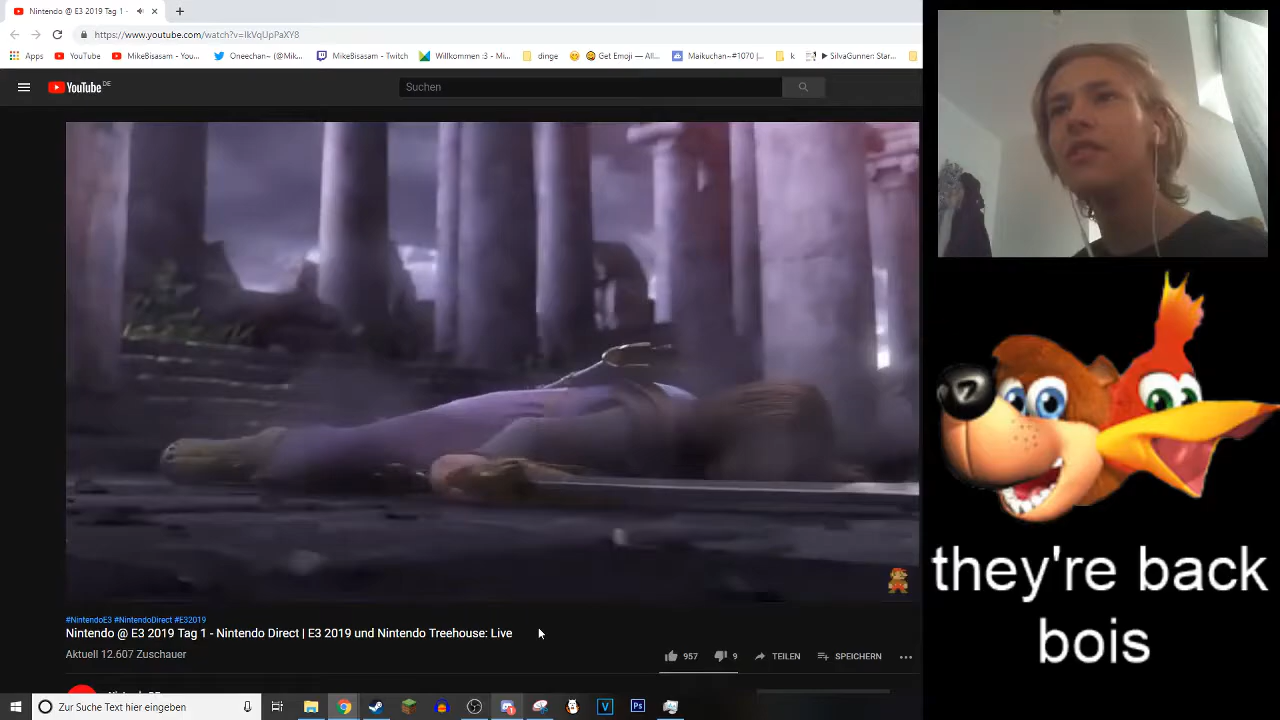 Nintendo @ E3 2019 Tag 1 -
https://www.youtube.com/watch?v=lkVqUpPaXY8
Apps YouTube MikeBisasam - You... Oneechan~ (@Mik... MikeBisasam - Twitch Willkommen :3 - Mi... dinge Get Emoji — All... Maikuchan~#1070 |... k ▶ SilvaGunner: Star...
YouTube DE
Suchen
#NintendoE3 #NintendoDirect #E32019
Nintendo @ E3 2019 Tag 1 - Nintendo Direct | E3 2019 und Nintendo Treehouse: Live
Aktuell 12.607 Zuschauer
957 9 TEILEN SPEICHERN
they're back
bois
Zur Suche Text hier eingeben
V Ps